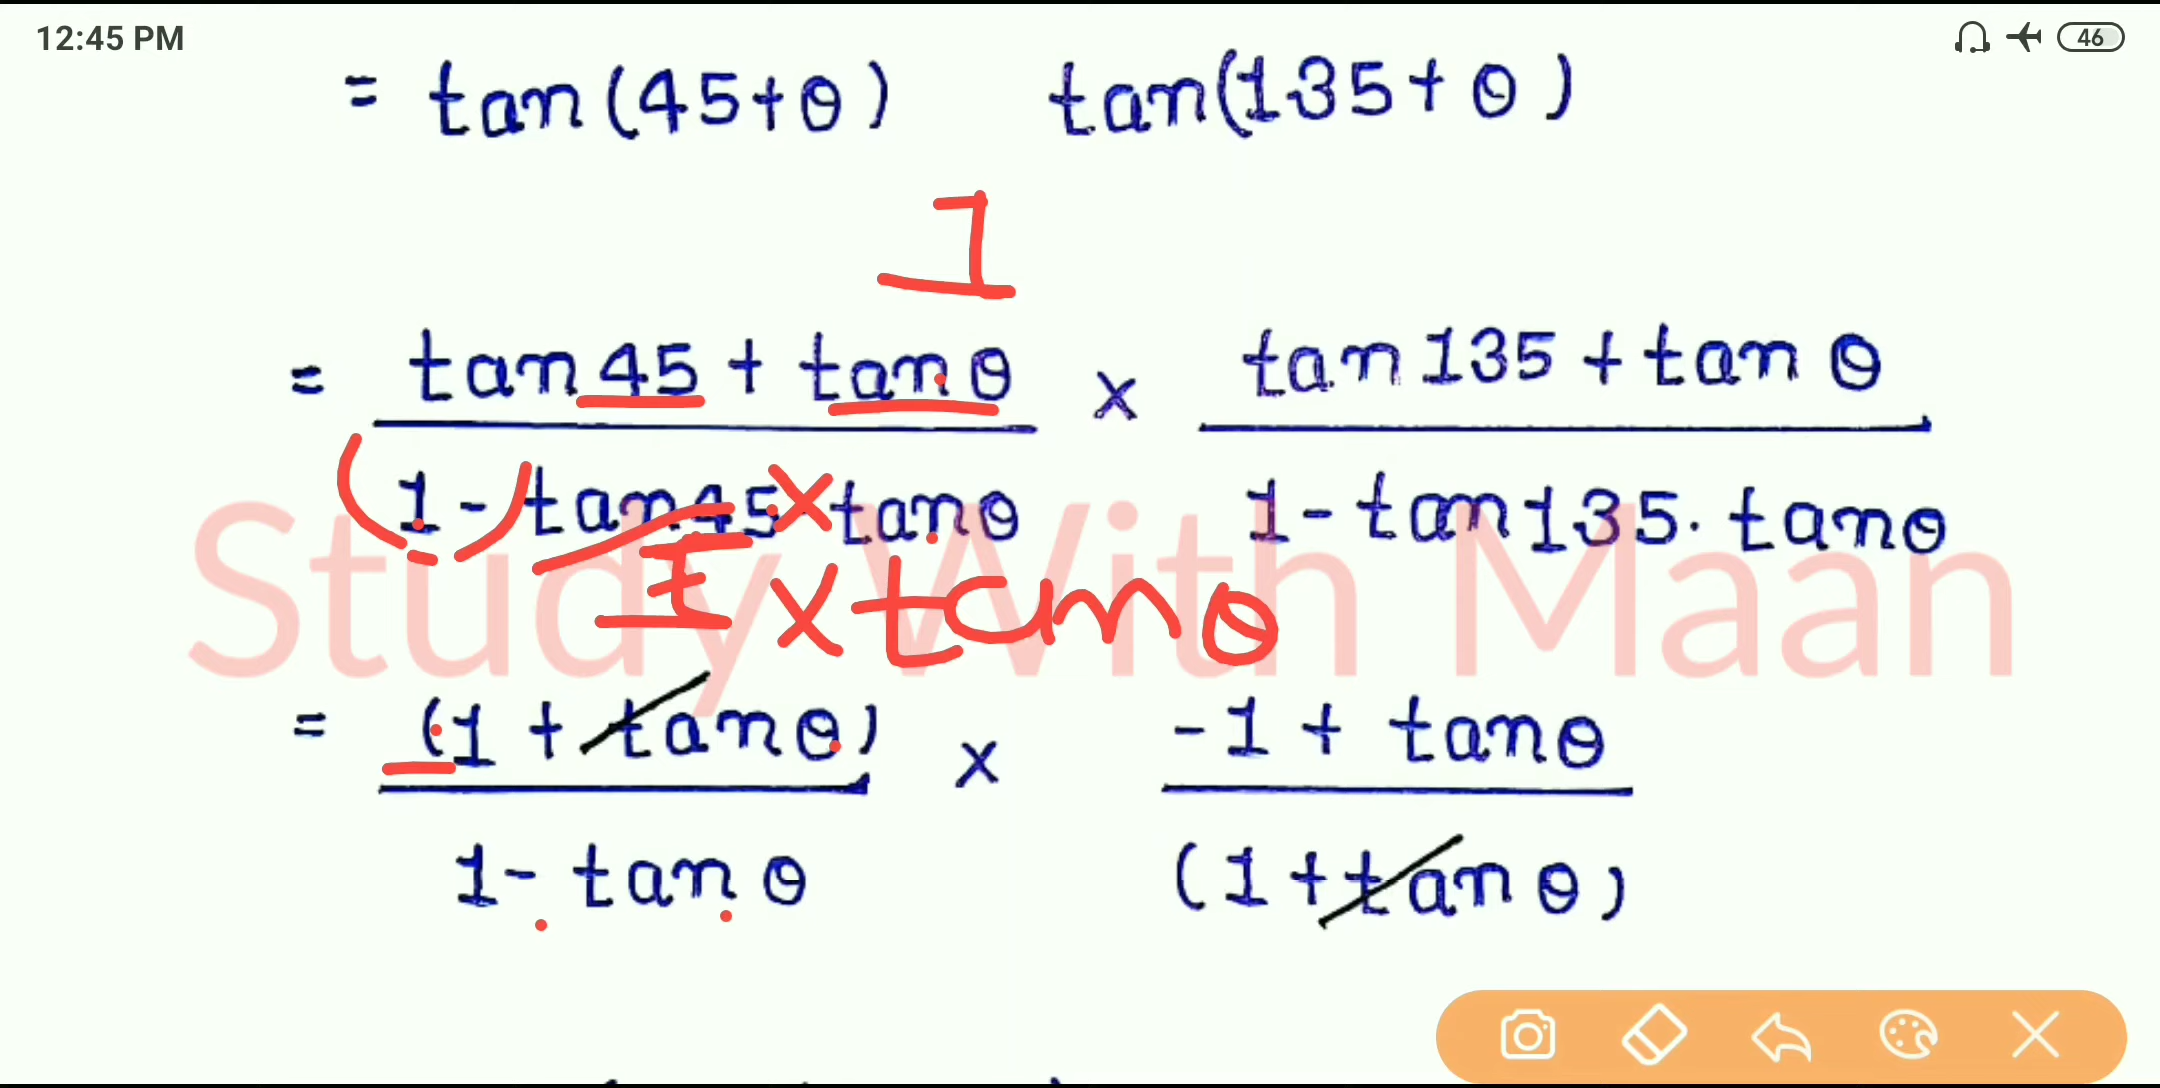 12:45 PM 46
= tan(45+θ) tan(135+θ)
1
= tan45 + tanθ × tan135 + tanθ
1 - tan45 × tanθ 1 - tan135. tanθ
1 × tanθ
Study With Maan
= (1 + tanθ) × -1 + tanθ
1 - tanθ (1 + tanθ)